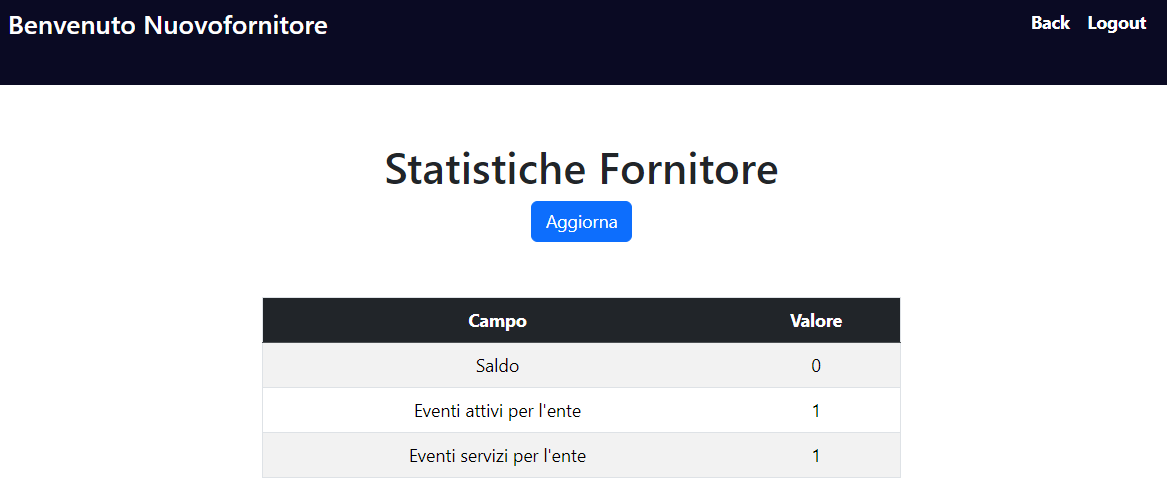 Benvenuto Nuovofornitore
Back Logout
Statistiche Fornitore
Aggiorna
Campo Valore
Saldo 0
Eventi attivi per l'ente 1
Eventi servizi per l'ente 1